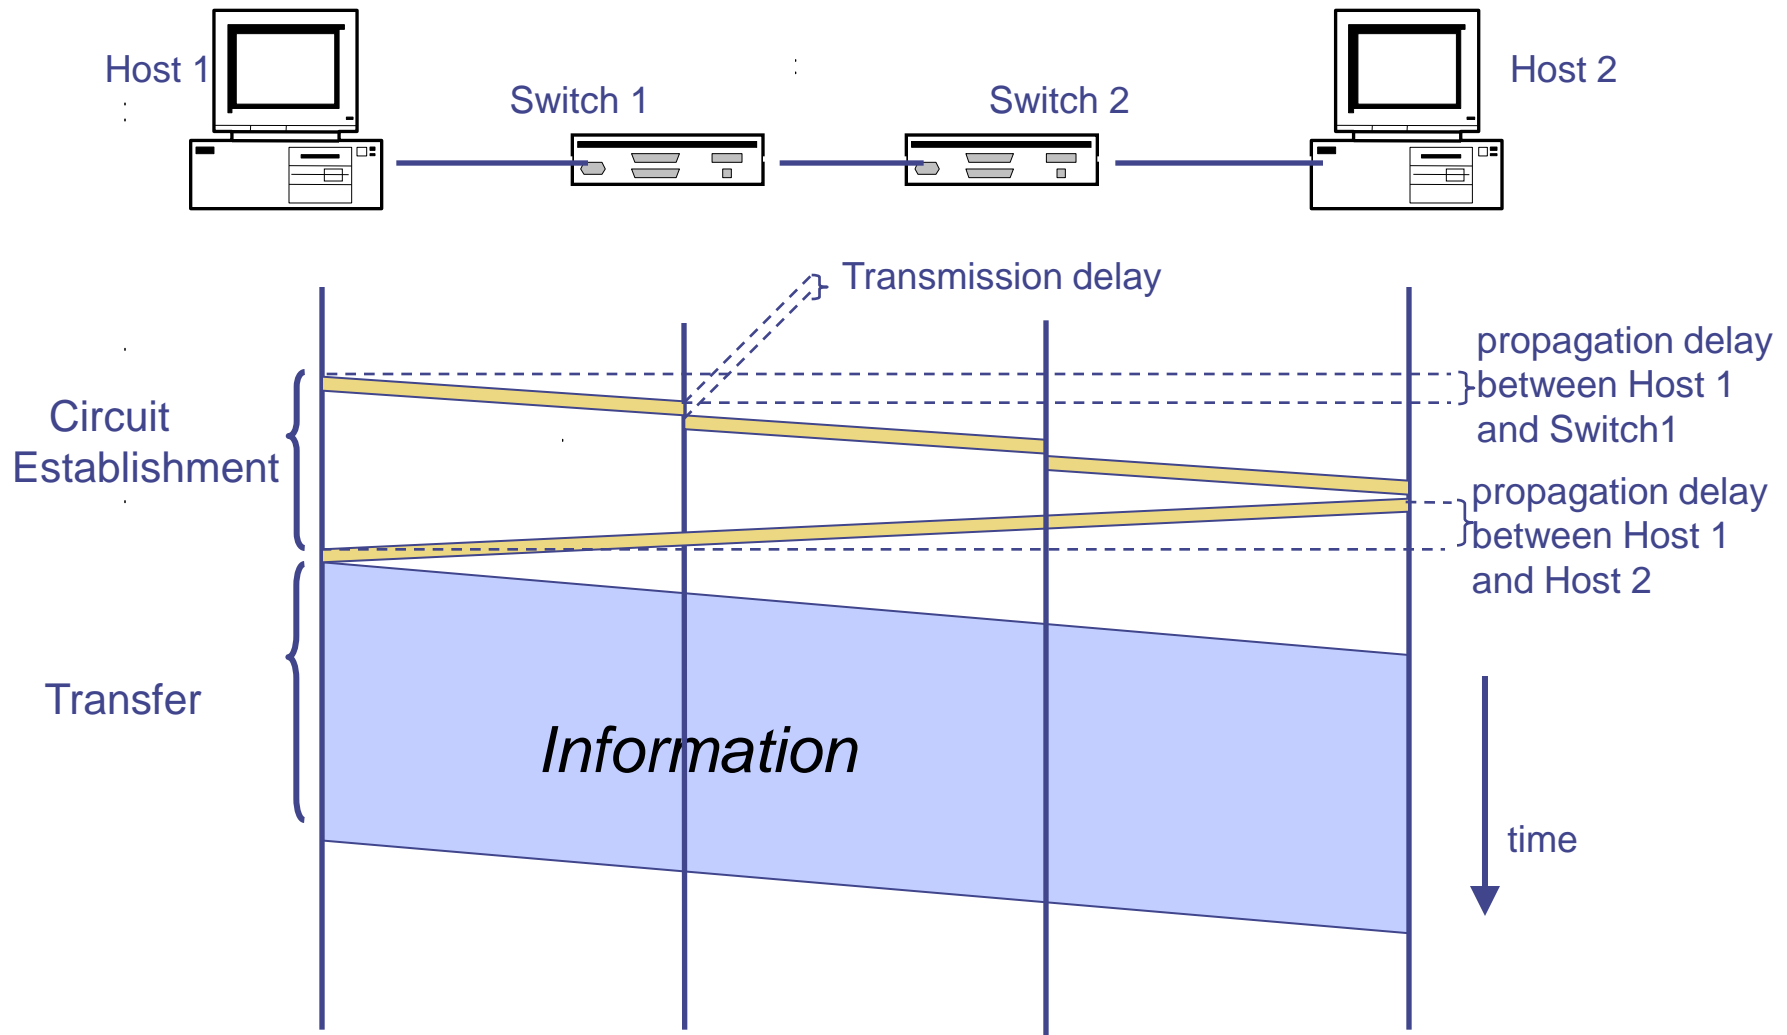 Host 1
Host 2
Switch 1
Switch 2
Transmission delay
propagation delay
between Host 1
and Switch1
Circuit
Establishment
propagation delay
between Host 1
and Host 2
Transfer
Information
time